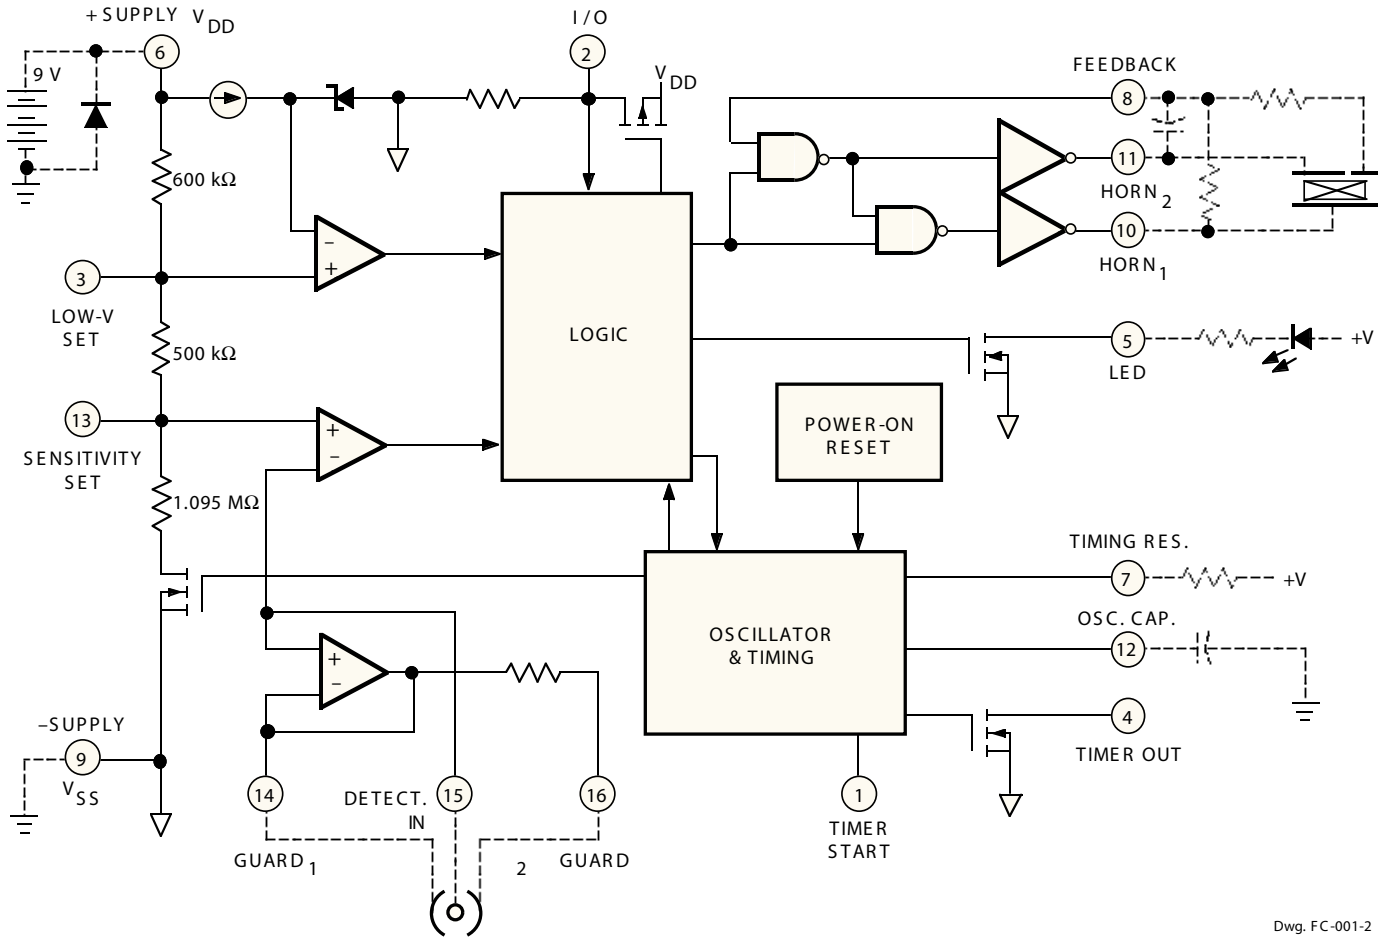 + SUPPLY V DD
I / O
6
2
9 V
V DD
FEEDBACK
8
600 kΩ
11
HORN 2
–
+
10
HORN 1
3
LOW-V
SET
LOGIC
500 kΩ
5
+V
LED
13
SENSITIVITY
SET
+
–
POWER-ON
RESET
1.095 MΩ
TIMING RES.
7
+V
OSC. CAP.
12
OSCILLATOR
& TIMING
+
–
4
TIMER OUT
–SUPPLY
9
V SS
14
DETECT.
IN
15
16
1
TIMER
START
GUARD 1
2
GUARD
Dwg. FC-001-2